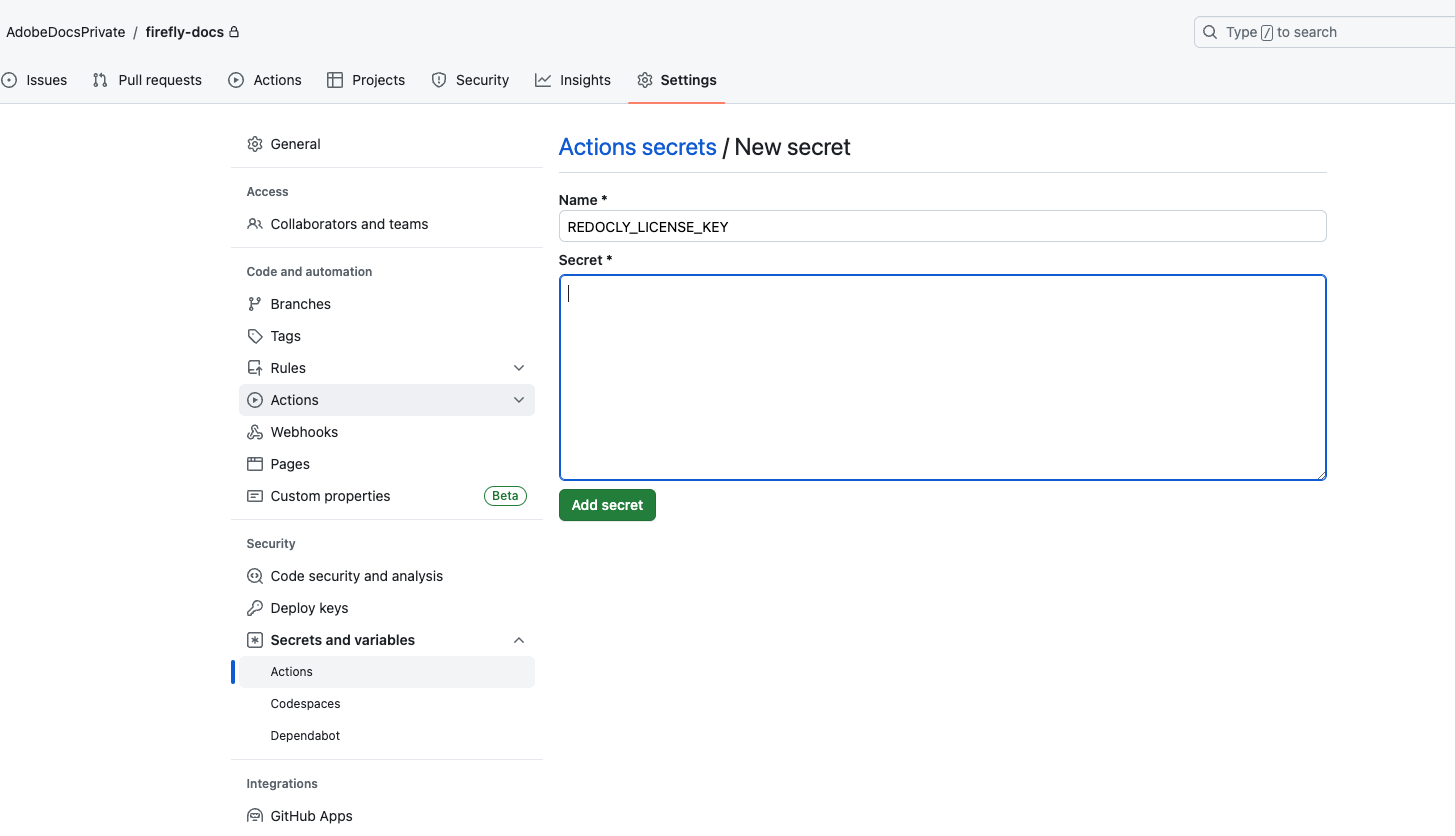 AdobeDocsPrivate / firefly-docs
Type / to search
Issues Pull requests Actions Projects Security Insights Settings
General
Access
Collaborators and teams
Code and automation
Branches
Tags
Rules
Actions
Webhooks
Pages
Custom properties Beta
Security
Code security and analysis
Deploy keys
Secrets and variables
Actions
Codespaces
Dependabot
Integrations
GitHub Apps
Actions secrets / New secret
Name *
REDOCLY_LICENSE_KEY
Secret *
Add secret